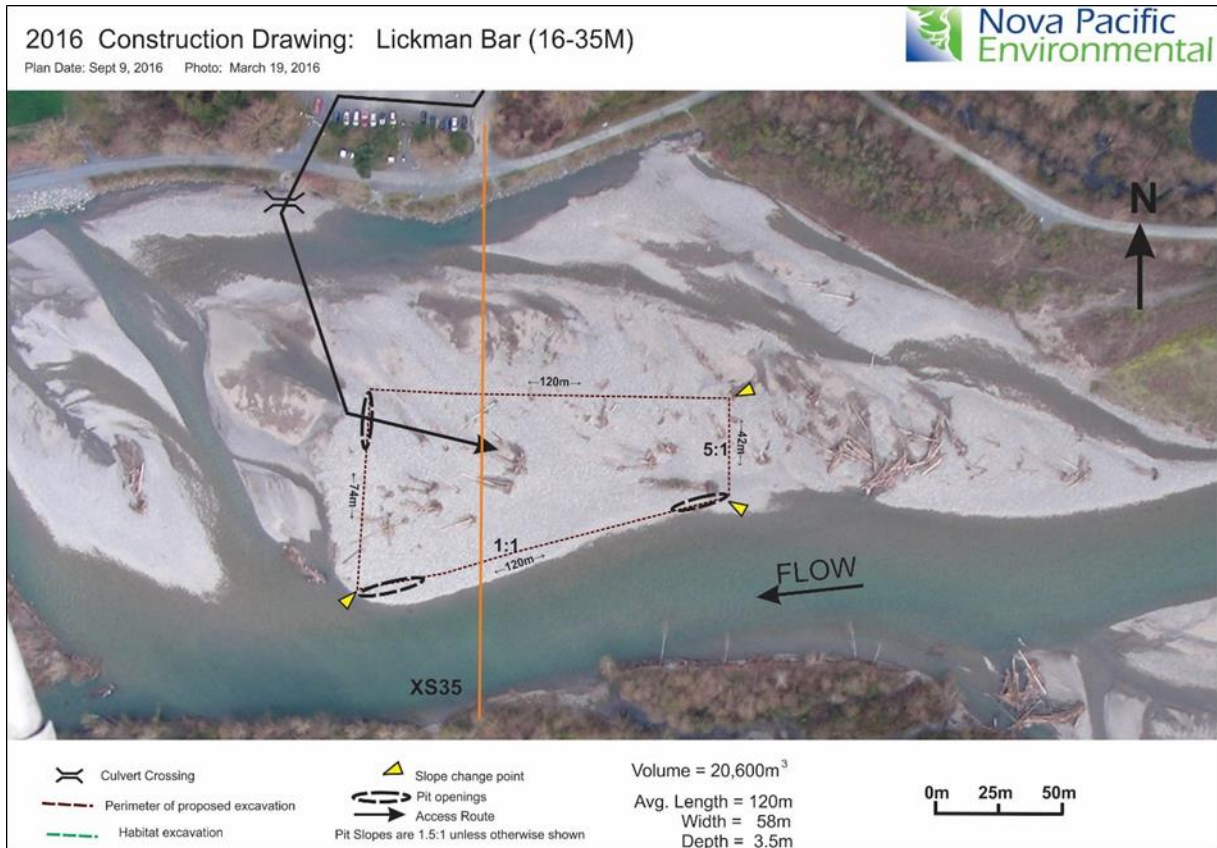 2016 Construction Drawing: Lickman Bar (16-35M)
Plan Date: Sept 9, 2016 Photo: March 19, 2016
Nova Pacific
Environmental
N
←120m→
5:1
←42m→
←74m→
1:1
←120m→
FLOW
XS35
Culvert Crossing
Perimeter of proposed excavation
Habitat excavation
Slope change point
Pit openings
Access Route
Pit Slopes are 1.5:1 unless otherwise shown
Volume = 20,600m³
Avg. Length = 120m
Width = 58m
Depth = 3.5m
0m 25m 50m